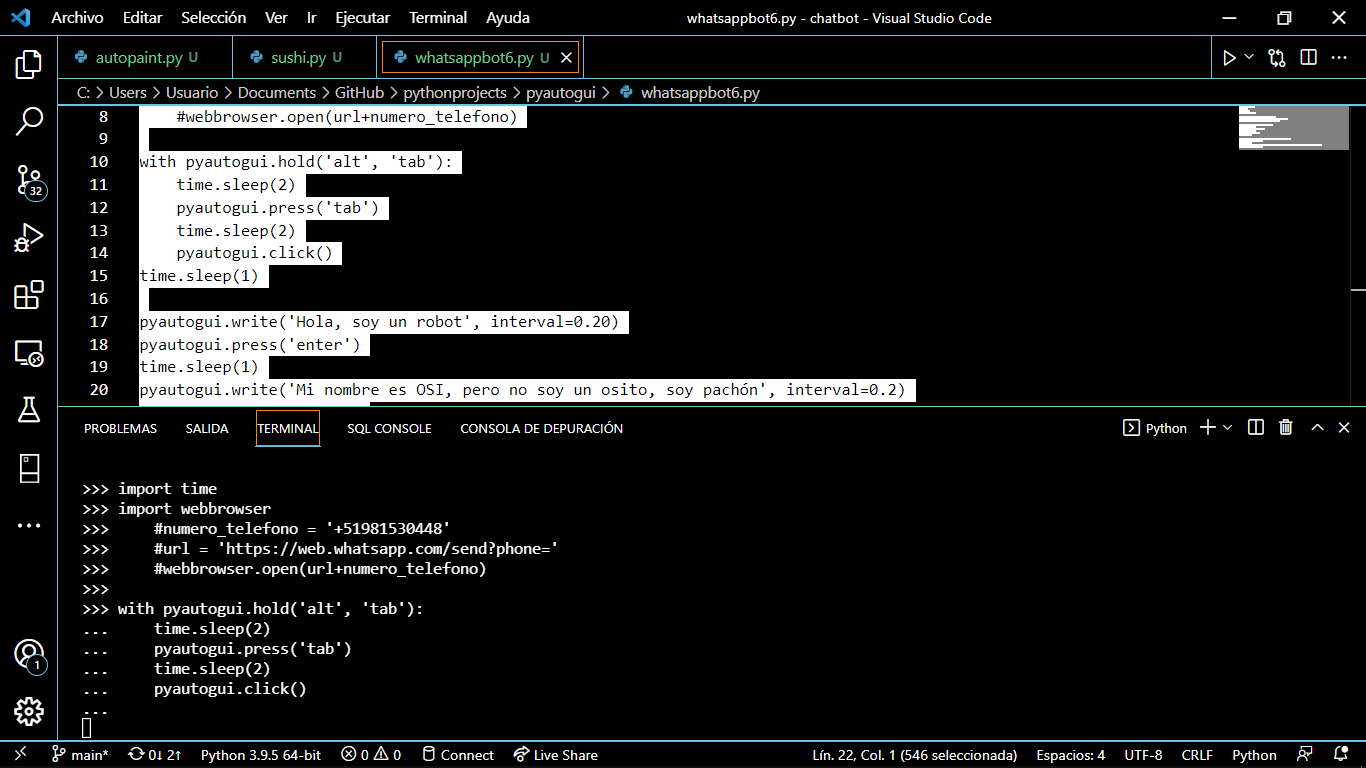 Archivo Editar Selección Ver Ir Ejecutar Terminal Ayuda whatsappbot6.py - chatbot - Visual Studio Code
autopaint.py U sushi.py U whatsappbot6.py U
C: > Users > Usuario > Documents > GitHub > pythonprojects > pyautogui > whatsappbot6.py
8 #webbrowser.open(url+numero_telefono)
9
10 with pyautogui.hold('alt', 'tab'):
11 time.sleep(2)
12 pyautogui.press('tab')
13 time.sleep(2)
14 pyautogui.click()
15 time.sleep(1)
16
17 pyautogui.write('Hola, soy un robot', interval=0.20)
18 pyautogui.press('enter')
19 time.sleep(1)
20 pyautogui.write('Mi nombre es OSI, pero no soy un osito, soy pachón', interval=0.2)
32
PROBLEMAS SALIDA TERMINAL SQL CONSOLE CONSOLA DE DEPURACIÓN Python
>>> import time
>>> import webbrowser
>>> #numero_telefono = '+51981530448'
>>> #url = 'https://web.whatsapp.com/send?phone='
>>> #webbrowser.open(url+numero_telefono)
>>>
>>> with pyautogui.hold('alt', 'tab'):
... time.sleep(2)
... pyautogui.press('tab')
... time.sleep(2)
... pyautogui.click()
...
1
main* 0↓ 2↑ Python 3.9.5 64-bit 0 0 Connect Live Share Lín. 22, Col. 1 (546 seleccionada) Espacios: 4 UTF-8 CRLF Python